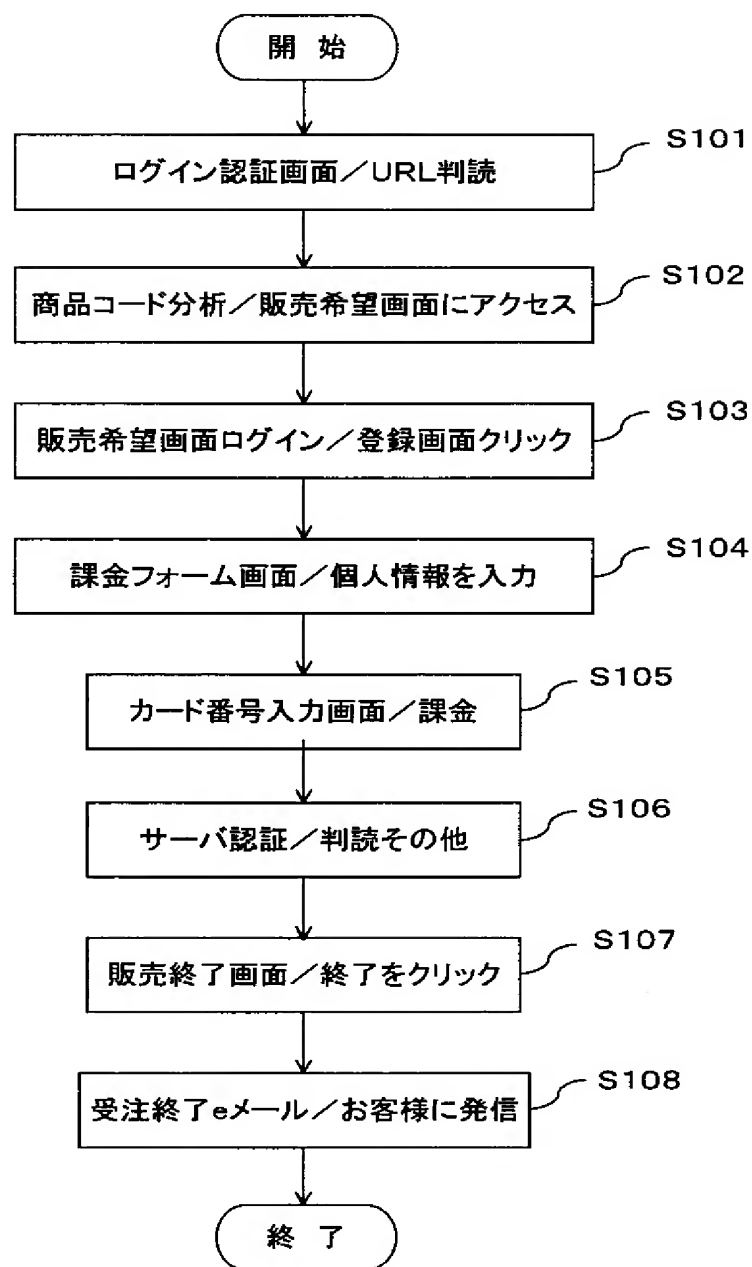 開 始
S101
ログイン認証画面／URL判読
S102
商品コード分析／販売希望画面にアクセス
S103
販売希望画面ログイン／登録画面クリック
S104
課金フォーム画面／個人情報を入力
S105
カード番号入力画面／課金
S106
サーバ認証／判読その他
S107
販売終了画面／終了をクリック
S108
受注終了eメール／お客様に発信
終 了